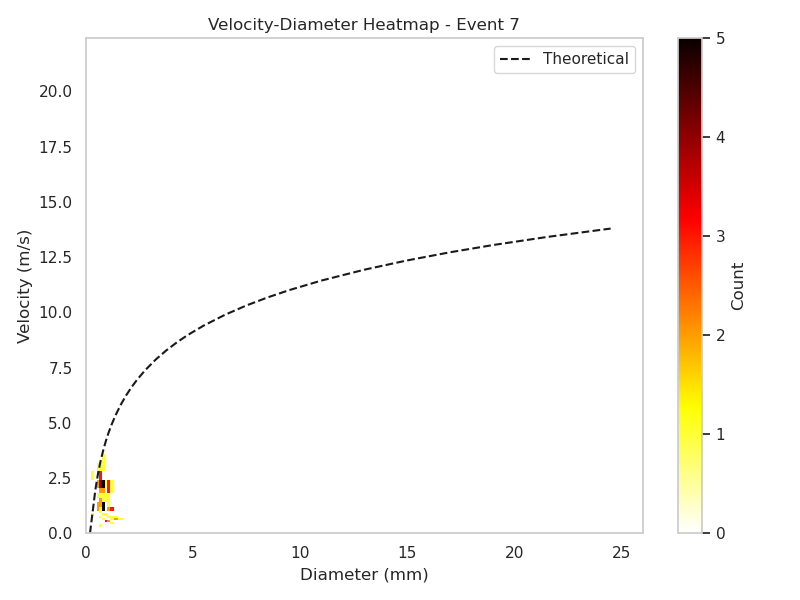 Velocity-Diameter Heatmap - Event 7
Theoretical
20.0
17.5
15.0
12.5
10.0
7.5
5.0
2.5
0.0
Velocity (m/s)
0 5 10 15 20 25
Diameter (mm)
5
4
3
2
1
0
Count